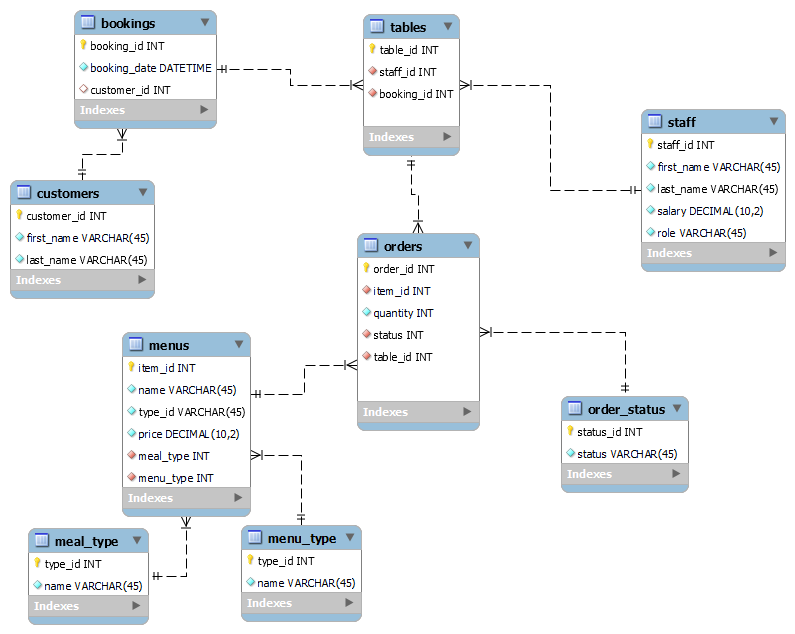 bookings
booking_id INT
booking_date DATETIME
customer_id INT
Indexes
tables
table_id INT
staff_id INT
booking_id INT
Indexes
staff
staff_id INT
first_name VARCHAR(45)
last_name VARCHAR(45)
salary DECIMAL(10,2)
role VARCHAR(45)
Indexes
customers
customer_id INT
first_name VARCHAR(45)
last_name VARCHAR(45)
Indexes
orders
order_id INT
item_id INT
quantity INT
status INT
table_id INT
Indexes
menus
item_id INT
name VARCHAR(45)
type_id VARCHAR(45)
price DECIMAL(10,2)
meal_type INT
menu_type INT
Indexes
order_status
status_id INT
status VARCHAR(45)
Indexes
meal_type
type_id INT
name VARCHAR(45)
Indexes
menu_type
type_id INT
name VARCHAR(45)
Indexes